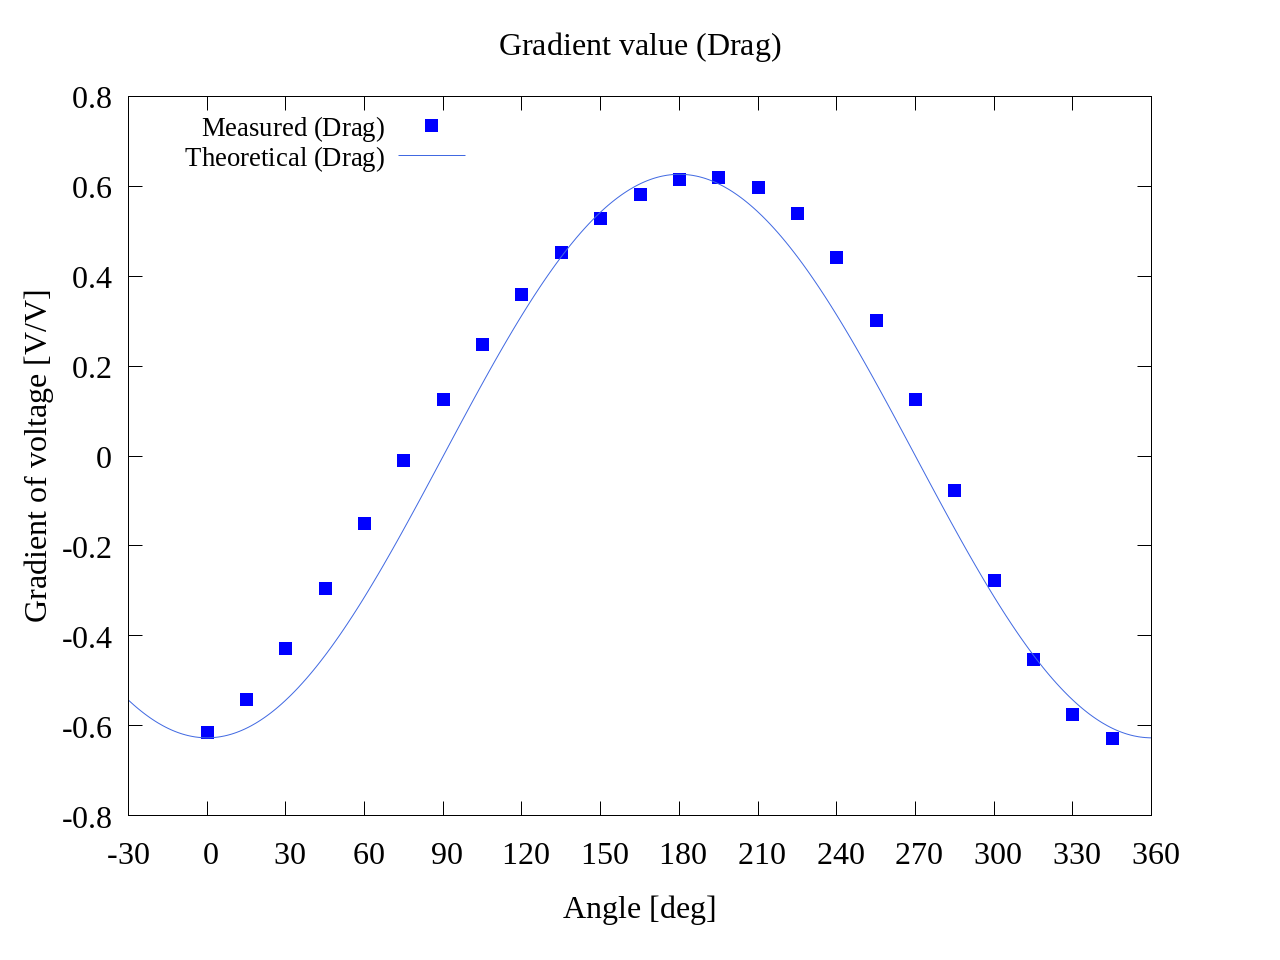 Gradient value (Drag)
Measured (Drag)
Theoretical (Drag)
Gradient of voltage [V/V]
0.8
0.6
0.4
0.2
0
-0.2
-0.4
-0.6
-0.8
-30 0 30 60 90 120 150 180 210 240 270 300 330 360
Angle [deg]